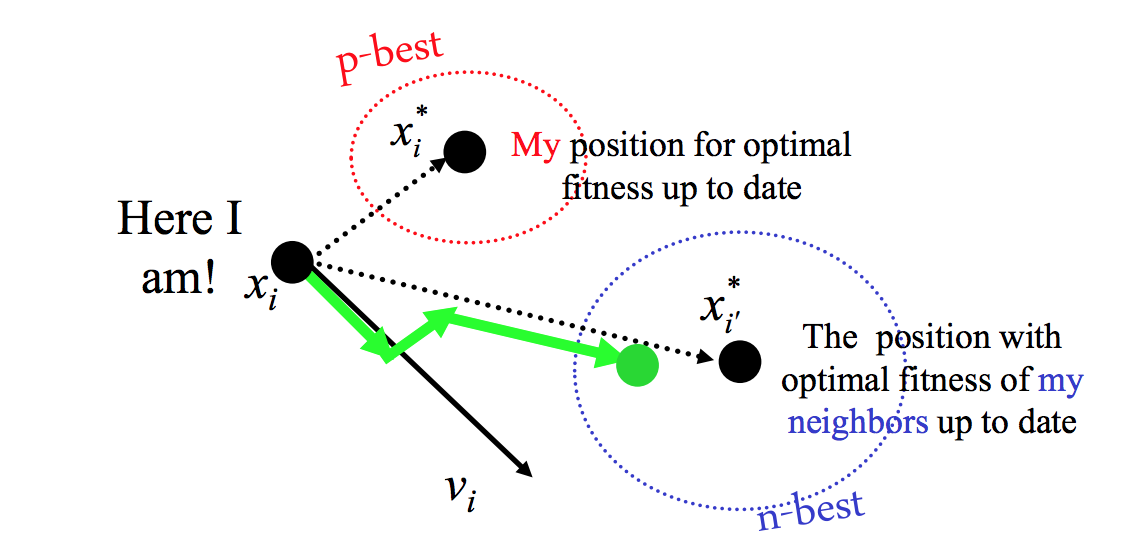 p-best
x_i^*
My position for optimal
fitness up to date
Here I
am!
x_i
x_{i'}^*
The position with
optimal fitness of my
neighbors up to date
v_i
n-best